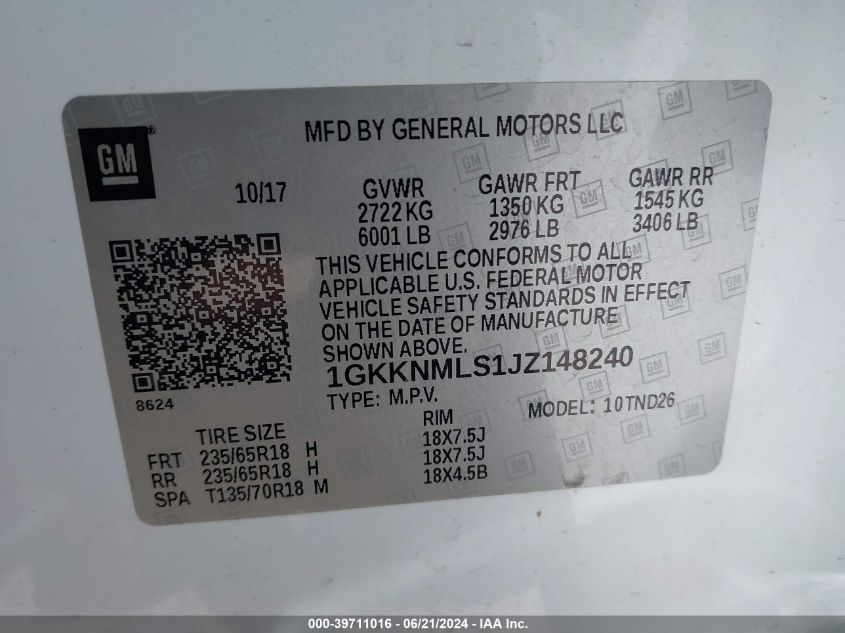 MFD BY GENERAL MOTORS LLC
GM®
10/17
GVWR GAWR FRT GAWR RR
2722 KG 1350 KG 1545 KG
6001 LB 2976 LB 3406 LB
THIS VEHICLE CONFORMS TO ALL
APPLICABLE U.S. FEDERAL MOTOR
VEHICLE SAFETY STANDARDS IN EFFECT
ON THE DATE OF MANUFACTURE
SHOWN ABOVE.
1GKKNMLS1JZ148240
8624
TYPE: M.P.V. MODEL: 10TND26
TIRE SIZE RIM
FRT 235/65R18 H 18X7.5J
RR 235/65R18 H 18X7.5J
SPA T135/70R18 M 18X4.5B
000-39711016 - 06/21/2024 - IAAI.COM